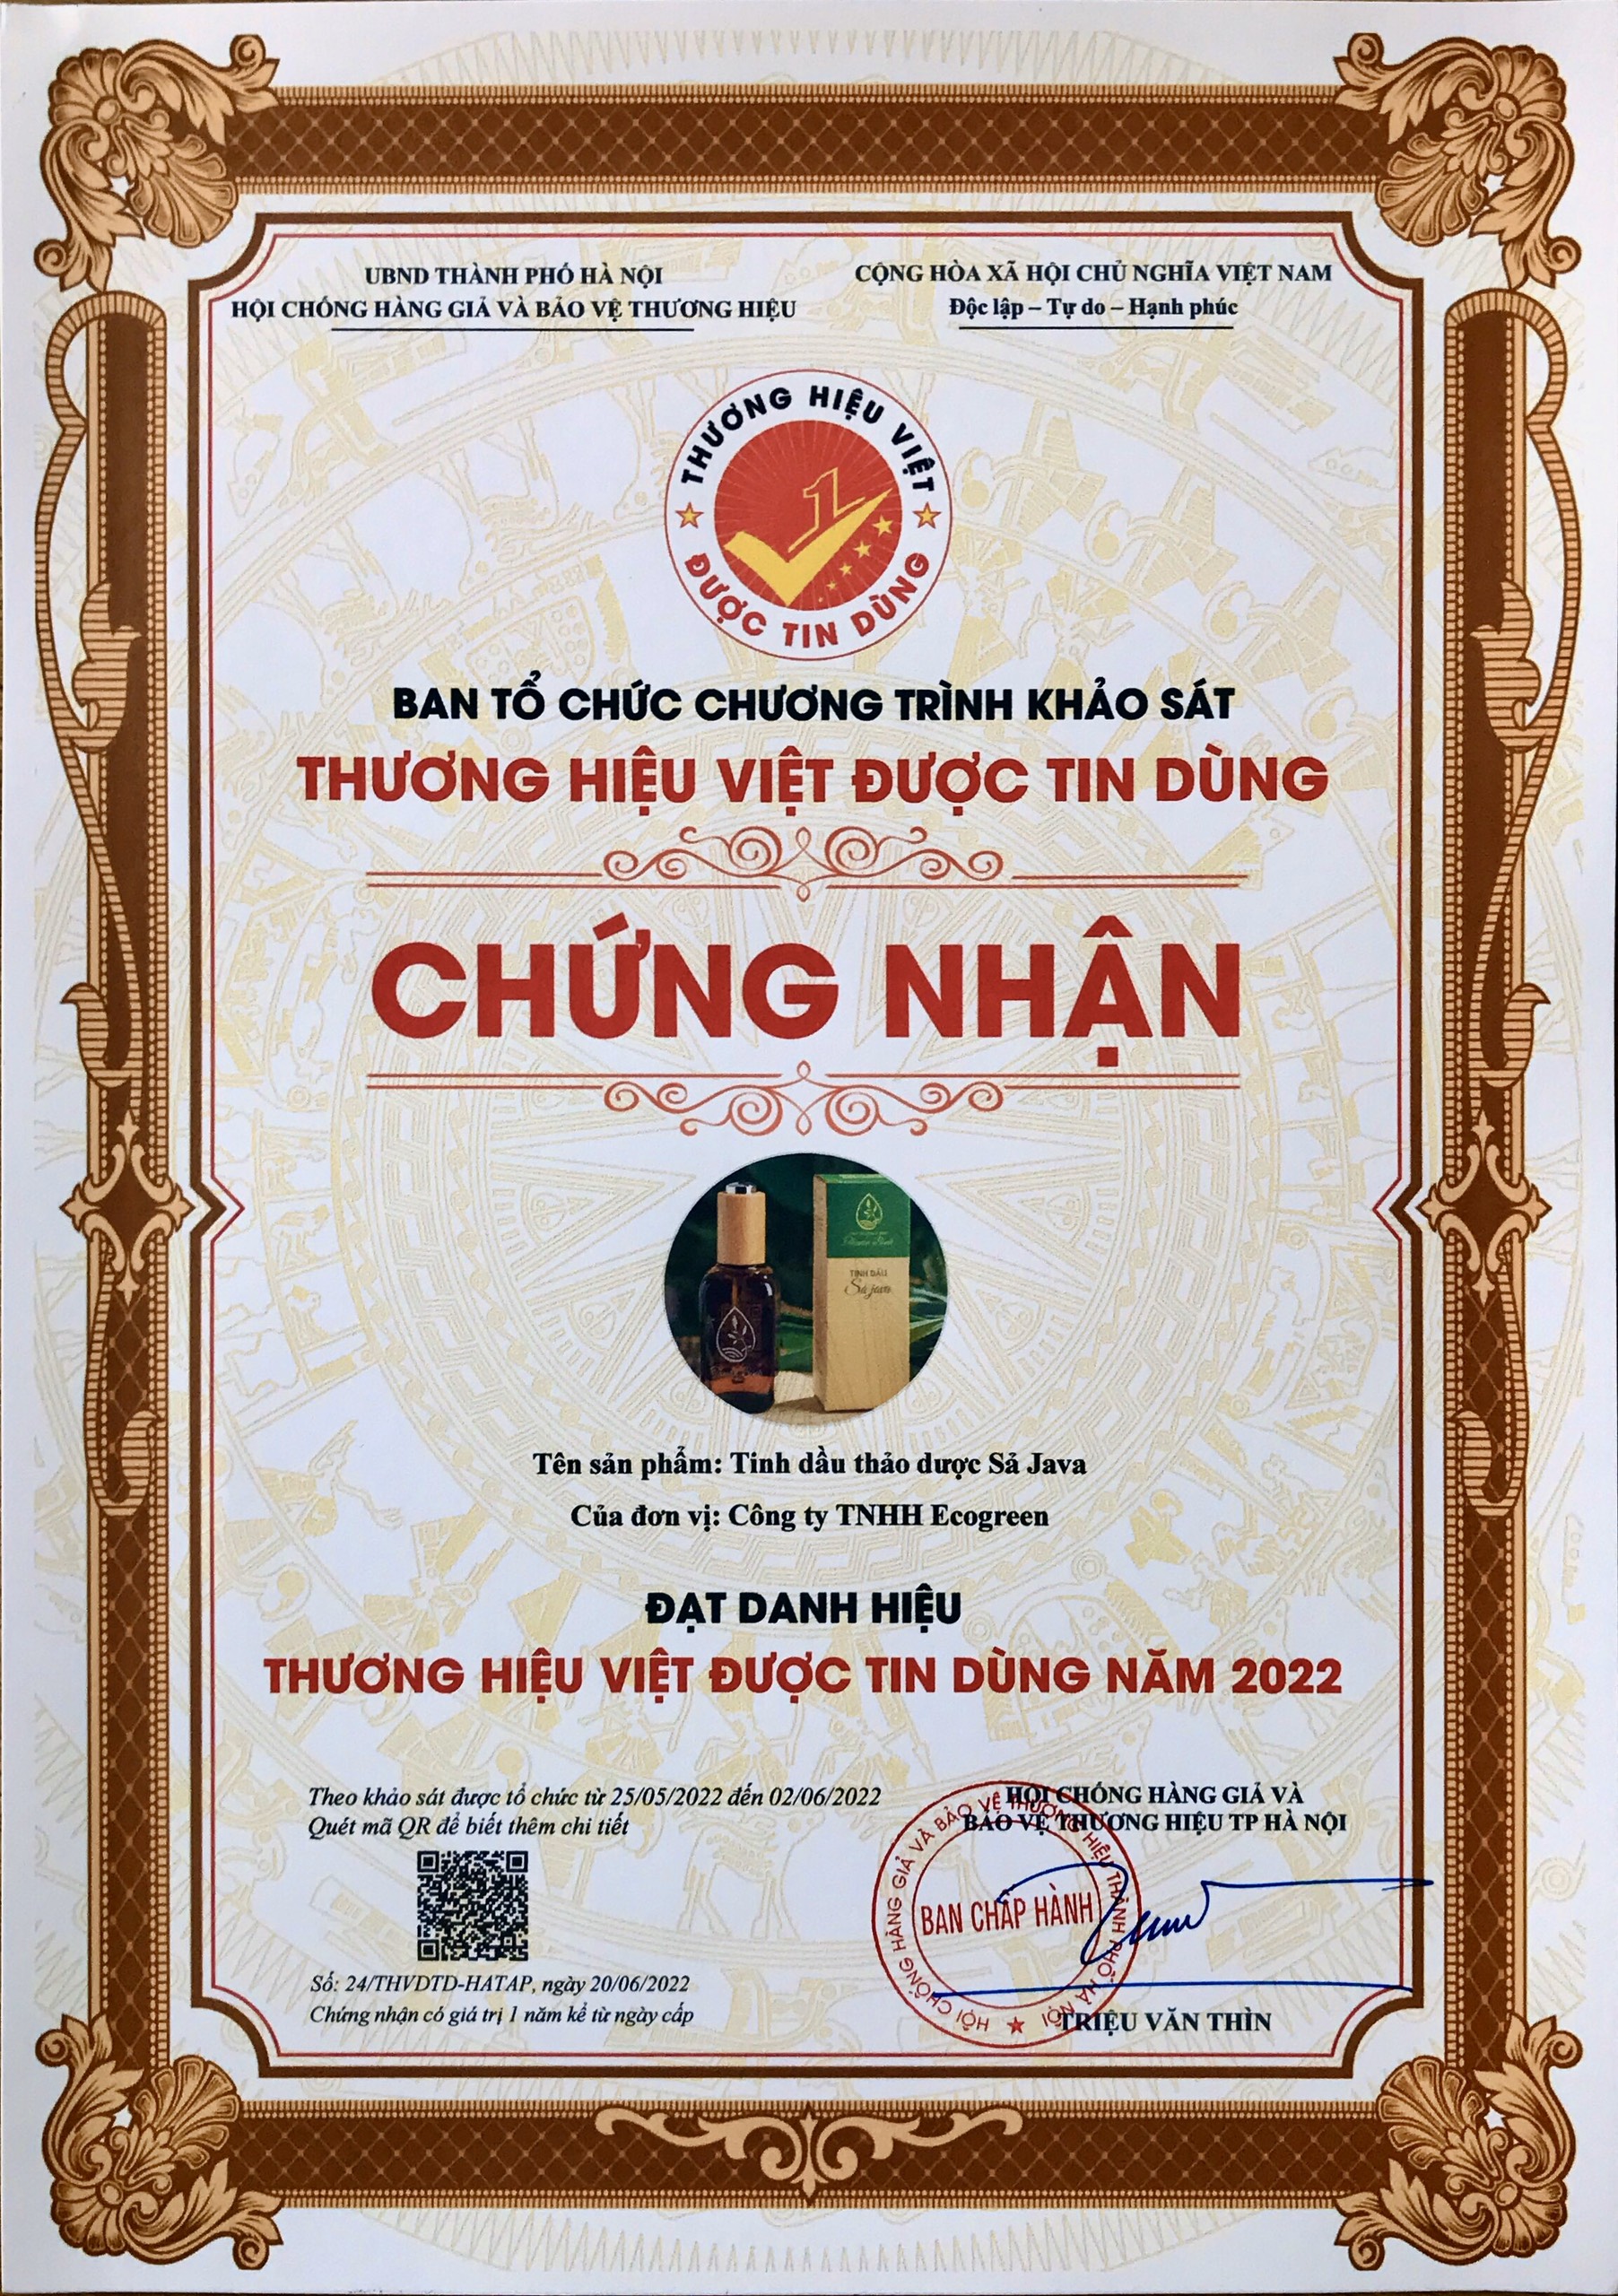 UBND THÀNH PHỐ HÀ NỘI
HỘI CHỐNG HÀNG GIẢ VÀ BẢO VỆ THƯƠNG HIỆU
CỘNG HÒA XÃ HỘI CHỦ NGHĨA VIỆT NAM
Độc lập – Tự do – Hạnh phúc
THƯƠNG HIỆU VIỆT
1
ĐƯỢC TIN DÙNG
BAN TỔ CHỨC CHƯƠNG TRÌNH KHẢO SÁT
THƯƠNG HIỆU VIỆT ĐƯỢC TIN DÙNG
CHỨNG NHẬN
TINH DẦU
Sả java
Tên sản phẩm: Tinh dầu thảo dược Sả Java
Của đơn vị: Công ty TNHH Ecogreen
ĐẠT DANH HIỆU
THƯƠNG HIỆU VIỆT ĐƯỢC TIN DÙNG NĂM 2022
Theo khảo sát được tổ chức từ 25/05/2022 đến 02/06/2022
Quét mã QR để biết thêm chi tiết
Số: 24/THVDTD-HATAP, ngày 20/06/2022
Chứng nhận có giá trị 1 năm kể từ ngày cấp
HỘI CHỐNG HÀNG GIẢ VÀ
BẢO VỆ THƯƠNG HIỆU TP HÀ NỘI
HỘI CHỐNG HÀNG GIẢ VÀ BẢO VỆ THƯƠNG HIỆU THÀNH PHỐ HÀ NỘI
BAN CHẤP HÀNH
TRIỆU VĂN THÌN